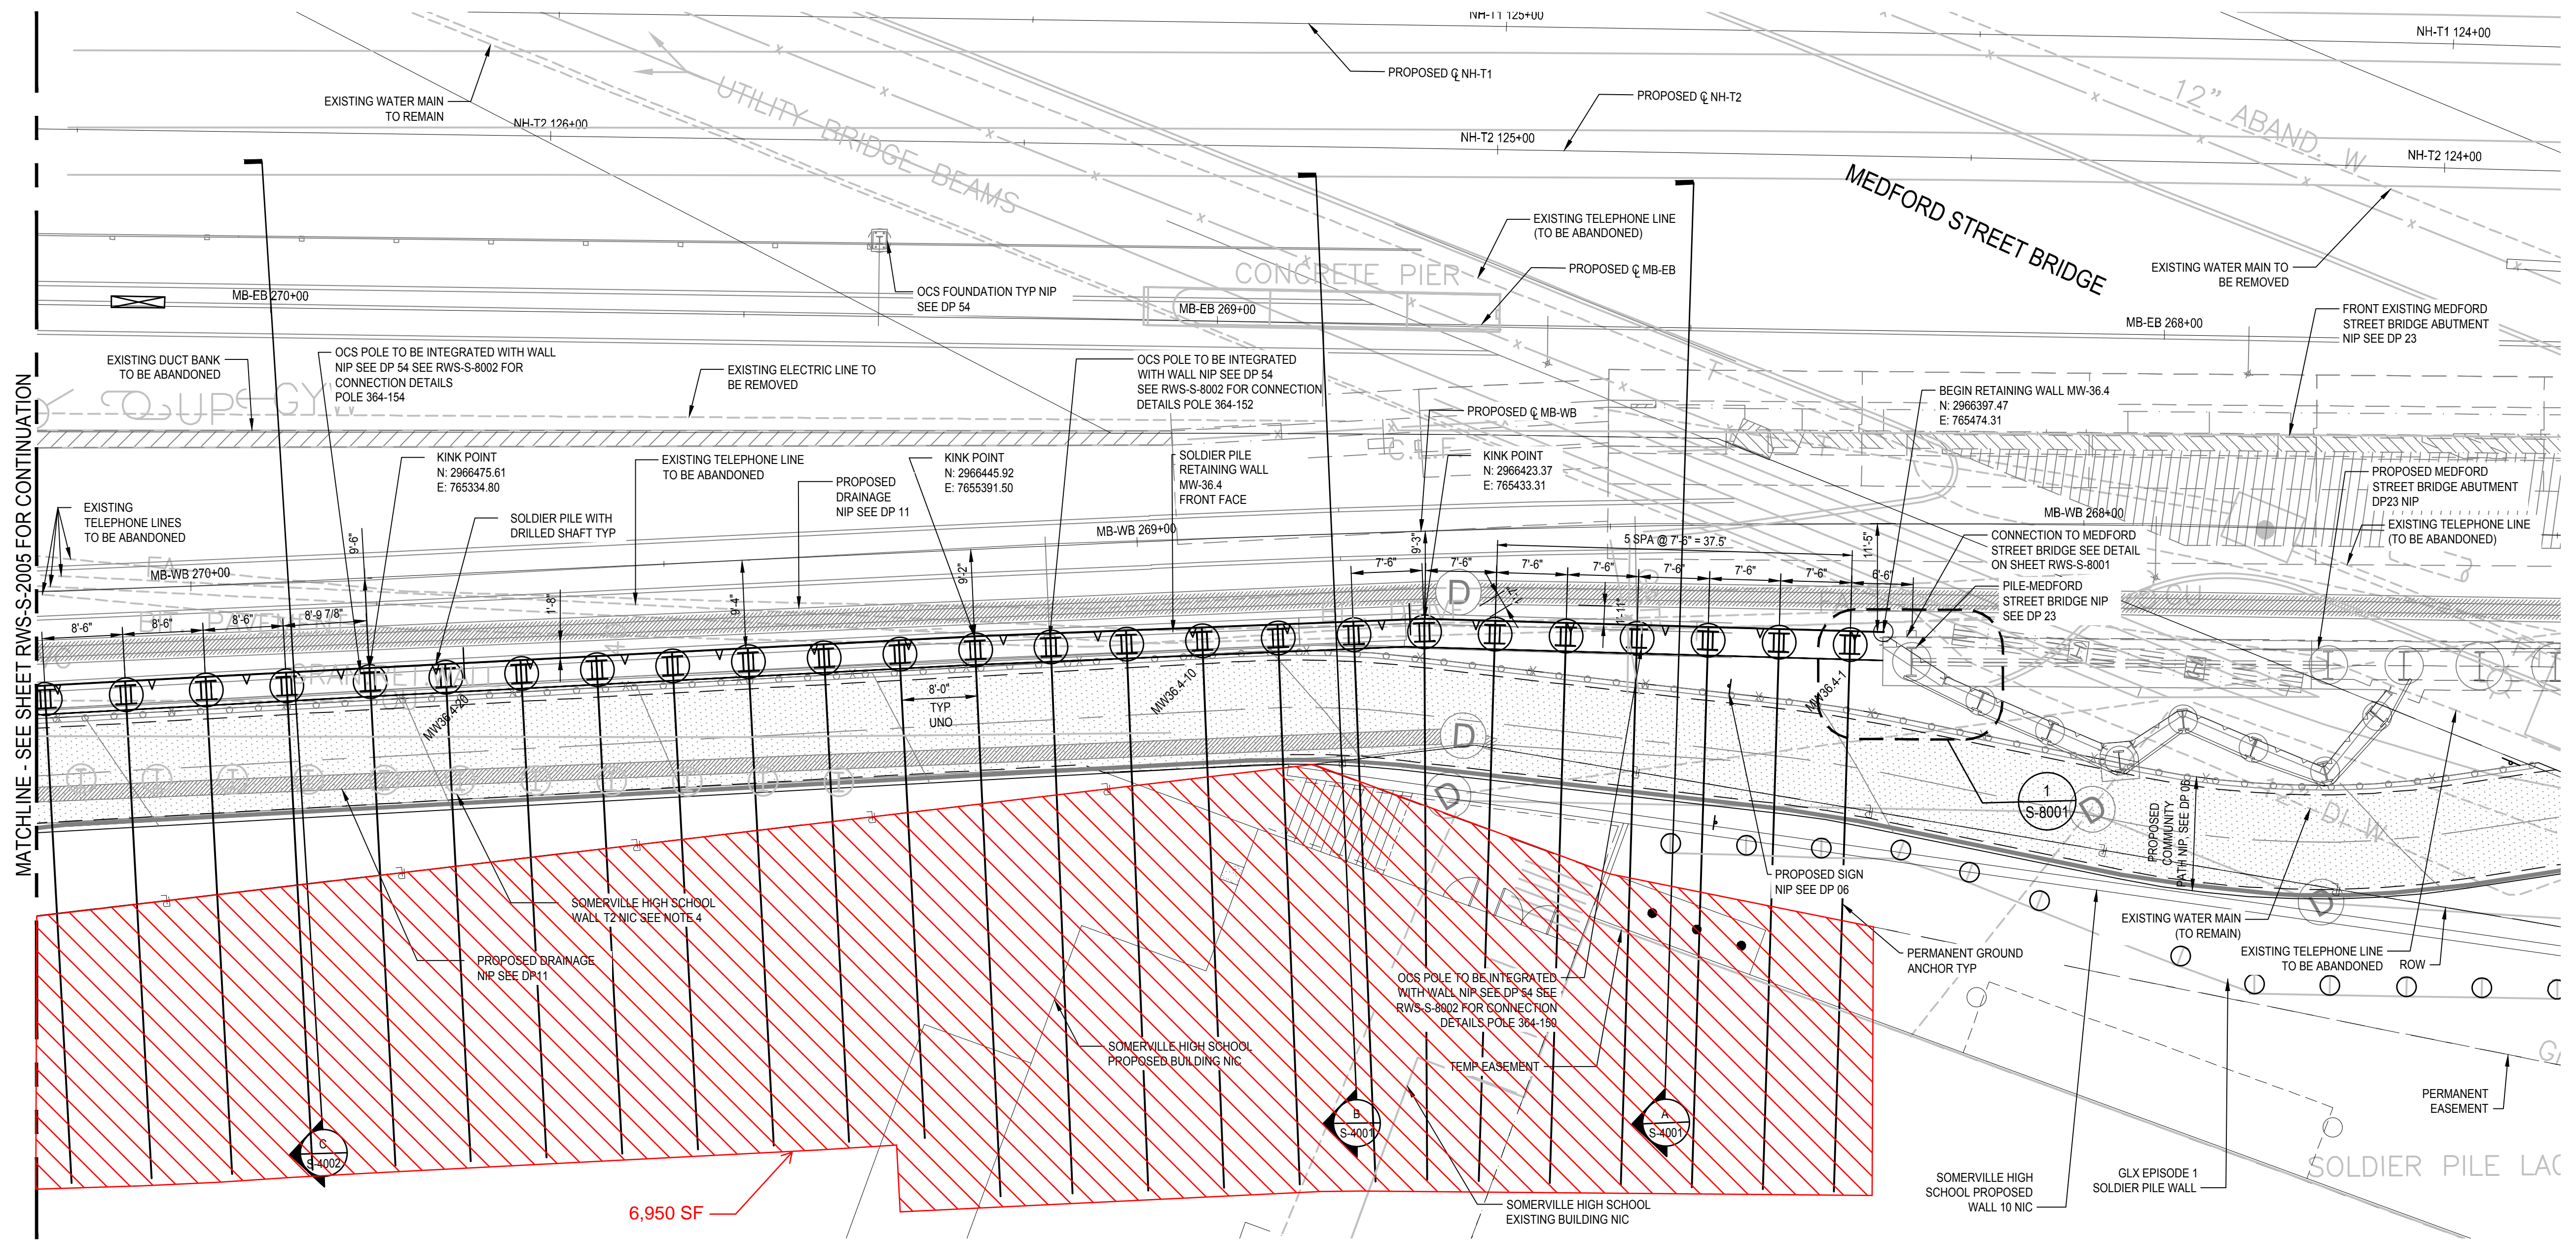 NH-T1 125+00
NH-T1 124+00
PROPOSED ℄ NH-T1
EXISTING WATER MAIN
TO REMAIN
UTILITY BRIDGE BEAMS
PROPOSED ℄ NH-T2
12" ABAND. W
NH-T2 126+00
NH-T2 125+00
NH-T2 124+00
MEDFORD STREET BRIDGE
EXISTING TELEPHONE LINE
(TO BE ABANDONED)
CONCRETE PIER
PROPOSED ℄ MB-EB
EXISTING WATER MAIN TO
BE REMOVED
MB-EB 270+00
OCS FOUNDATION TYP NIP
SEE DP 54
MB-EB 269+00
MB-EB 268+00
FRONT EXISTING MEDFORD
STREET BRIDGE ABUTMENT
NIP SEE DP 23
EXISTING DUCT BANK
TO BE ABANDONED
OCS POLE TO BE INTEGRATED WITH WALL
NIP SEE DP 54 SEE RWS-S-8002 FOR
CONNECTION DETAILS
POLE 364-154
EXISTING ELECTRIC LINE TO
BE REMOVED
OCS POLE TO BE INTEGRATED
WITH WALL NIP SEE DP 54
SEE RWS-S-8002 FOR CONNECTION
DETAILS POLE 364-152
PROPOSED ℄ MB-WB
BEGIN RETAINING WALL MW-36.4
N: 2966397.47
E: 765474.31
MATCHLINE - SEE SHEET RWS-S-2005 FOR CONTINUATION
KINK POINT
N: 2966475.61
E: 765334.80
EXISTING TELEPHONE LINE
TO BE ABANDONED
KINK POINT
N: 2966445.92
E: 7655391.50
SOLDIER PILE
RETAINING WALL
MW-36.4
FRONT FACE
KINK POINT
N: 2966423.37
E: 765433.31
PROPOSED MEDFORD
STREET BRIDGE ABUTMENT
DP23 NIP
PROPOSED
DRAINAGE
NIP SEE DP 11
EXISTING
TELEPHONE LINES
TO BE ABANDONED
SOLDIER PILE WITH
DRILLED SHAFT TYP
MB-WB 270+00
MB-WB 269+00
MB-WB 268+00
EXISTING TELEPHONE LINE
(TO BE ABANDONED)
CONNECTION TO MEDFORD
STREET BRIDGE SEE DETAIL
ON SHEET RWS-S-8001
PILE-MEDFORD
STREET BRIDGE NIP
SEE DP 23
5 SPA @ 7'-6" = 37.5'
8'-6"
8'-6"
8'-6"
8'-9 7/8"
9'-6"
1'-8"
9'-4"
9'-2"
9'-3"
7'-6"
7'-6"
7'-6"
7'-6"
7'-6"
7'-6"
7'-6"
6'-6"
1'-11"
11'-5"
D
MW36.4-20
8'-0"
TYP
UNO
MW36.4-10
MW36.4-1
D
D
D
D
1
S-8001
PROPOSED
COMMUNITY
PATH NIP, SEE DP 06
12" DI W
PROPOSED SIGN
NIP SEE DP 06
SOMERVILLE HIGH SCHOOL
WALL T2 NIC SEE NOTE 4
PROPOSED DRAINAGE
NIP SEE DP11
EXISTING WATER MAIN
(TO REMAIN)
EXISTING TELEPHONE LINE
TO BE ABANDONED
ROW
PERMANENT GROUND
ANCHOR TYP
OCS POLE TO BE INTEGRATED
WITH WALL NIP SEE DP 54 SEE
RWS-S-8002 FOR CONNECTION
DETAILS POLE 364-150
SOMERVILLE HIGH SCHOOL
PROPOSED BUILDING NIC
TEMP EASEMENT
PERMANENT
EASEMENT
C
S-4002
B
S-4001
A
S-4001
6,950 SF
SOMERVILLE HIGH SCHOOL
EXISTING BUILDING NIC
SOMERVILLE HIGH
SCHOOL PROPOSED
WALL 10 NIC
GLX EPISODE 1
SOLDIER PILE WALL
SOLDIER PILE LAG